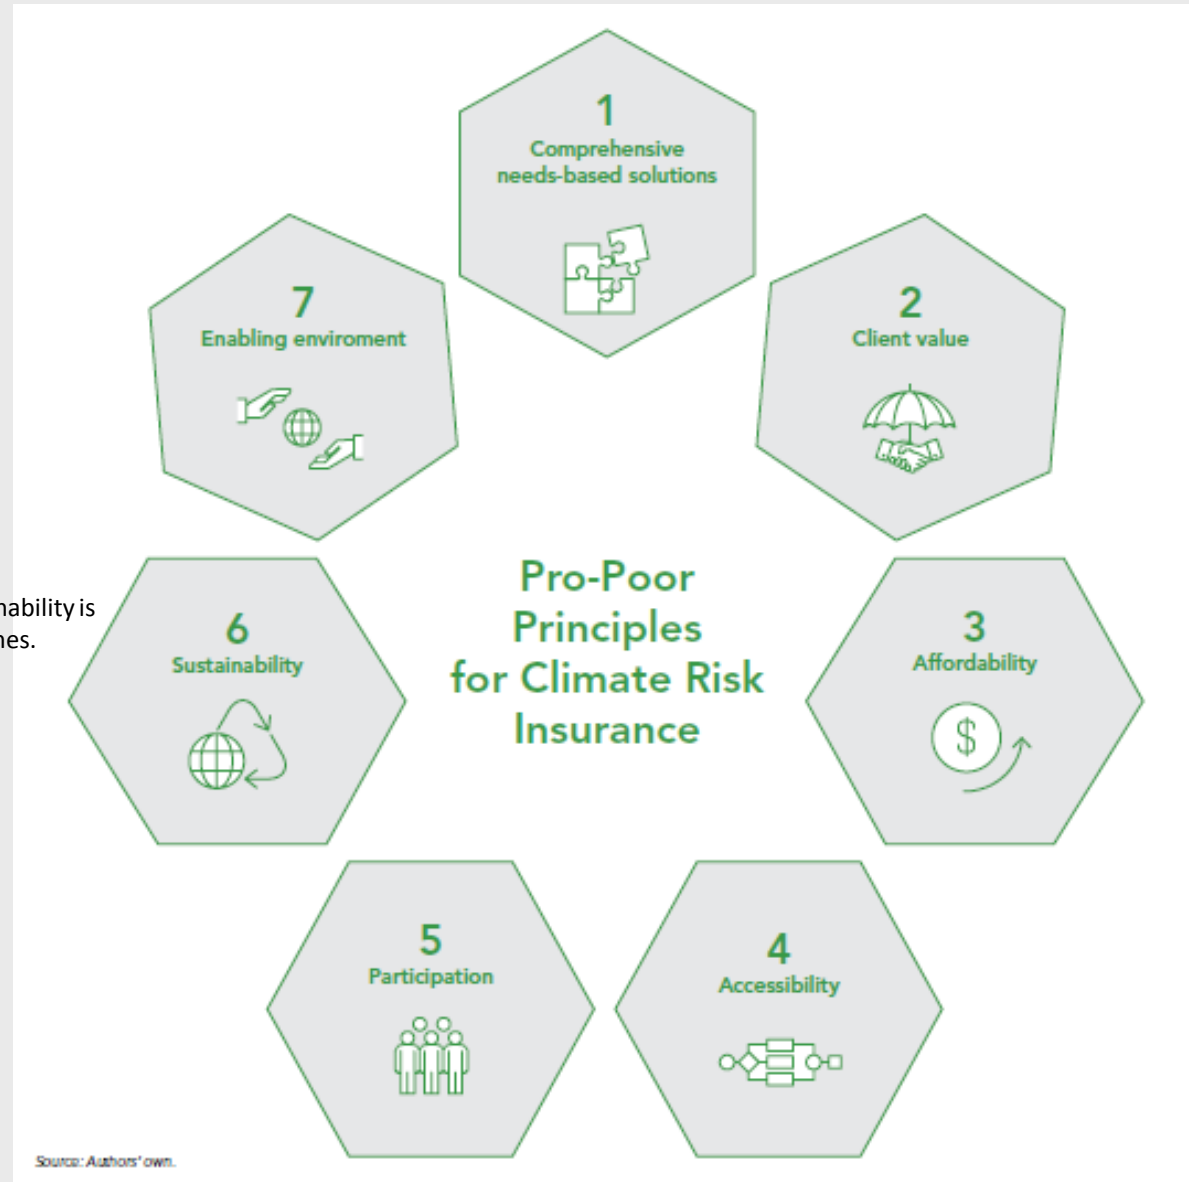 1
Comprehensive
needs-based solutions
7
Enabling enviroment
2
Client value
Pro-Poor
Principles
for Climate Risk
Insurance
nability is
nes.
6
Sustainability
3
Affordability
$
5
Participation
4
Accessibility
Source: Authors' own.